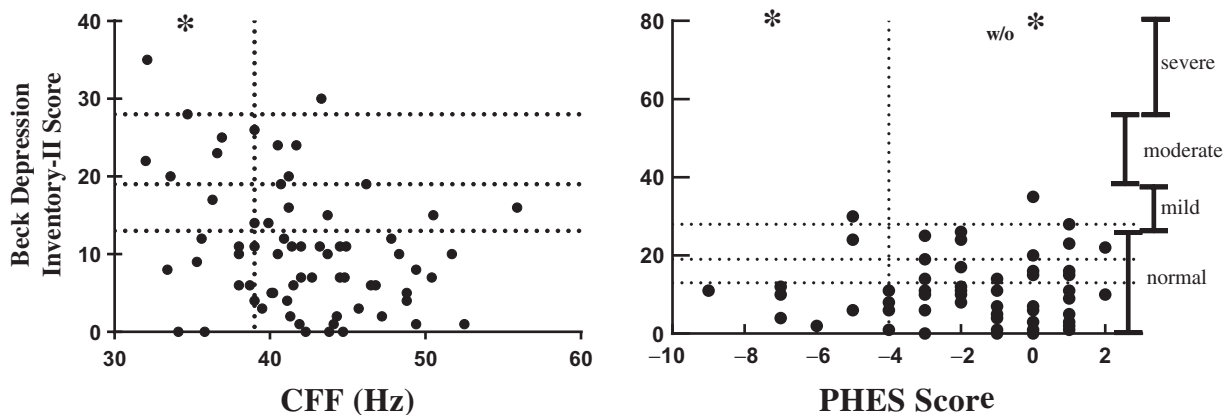 *
40
30
20
10
0
Beck Depression
Inventory-II Score
30
40
50
60
CFF (Hz)
*
w/o *
80
60
40
20
0
severe
moderate
mild
normal
−10
−8
−6
−4
−2
0
2
PHES Score